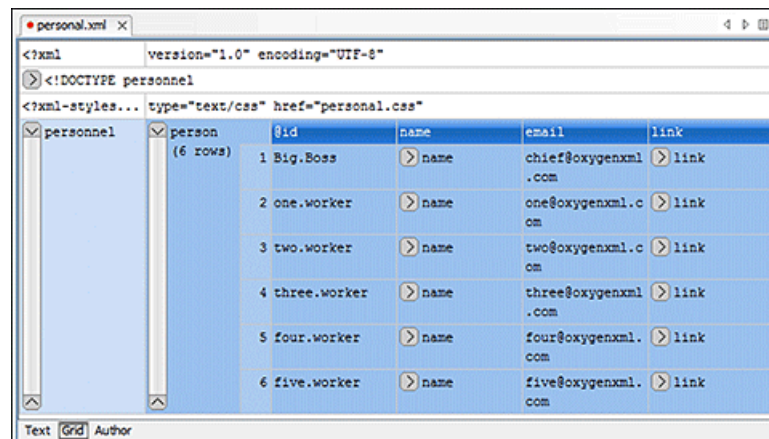 personal.xml
<?xml version="1.0" encoding="UTF-8"
<!DOCTYPE personnel
<?xml-styles... type="text/css" href="personal.css"
personnel person @id name email link
(6 rows) 1 Big.Boss name chief@oxygenxml link
.com
2 one.worker name one@oxygenxml.c link
om
3 two.worker name two@oxygenxml.c link
om
4 three.worker name three@oxygenxml link
.com
5 four.worker name four@oxygenxml. link
com
6 five.worker name five@oxygenxml. link
com
Text Grid Author